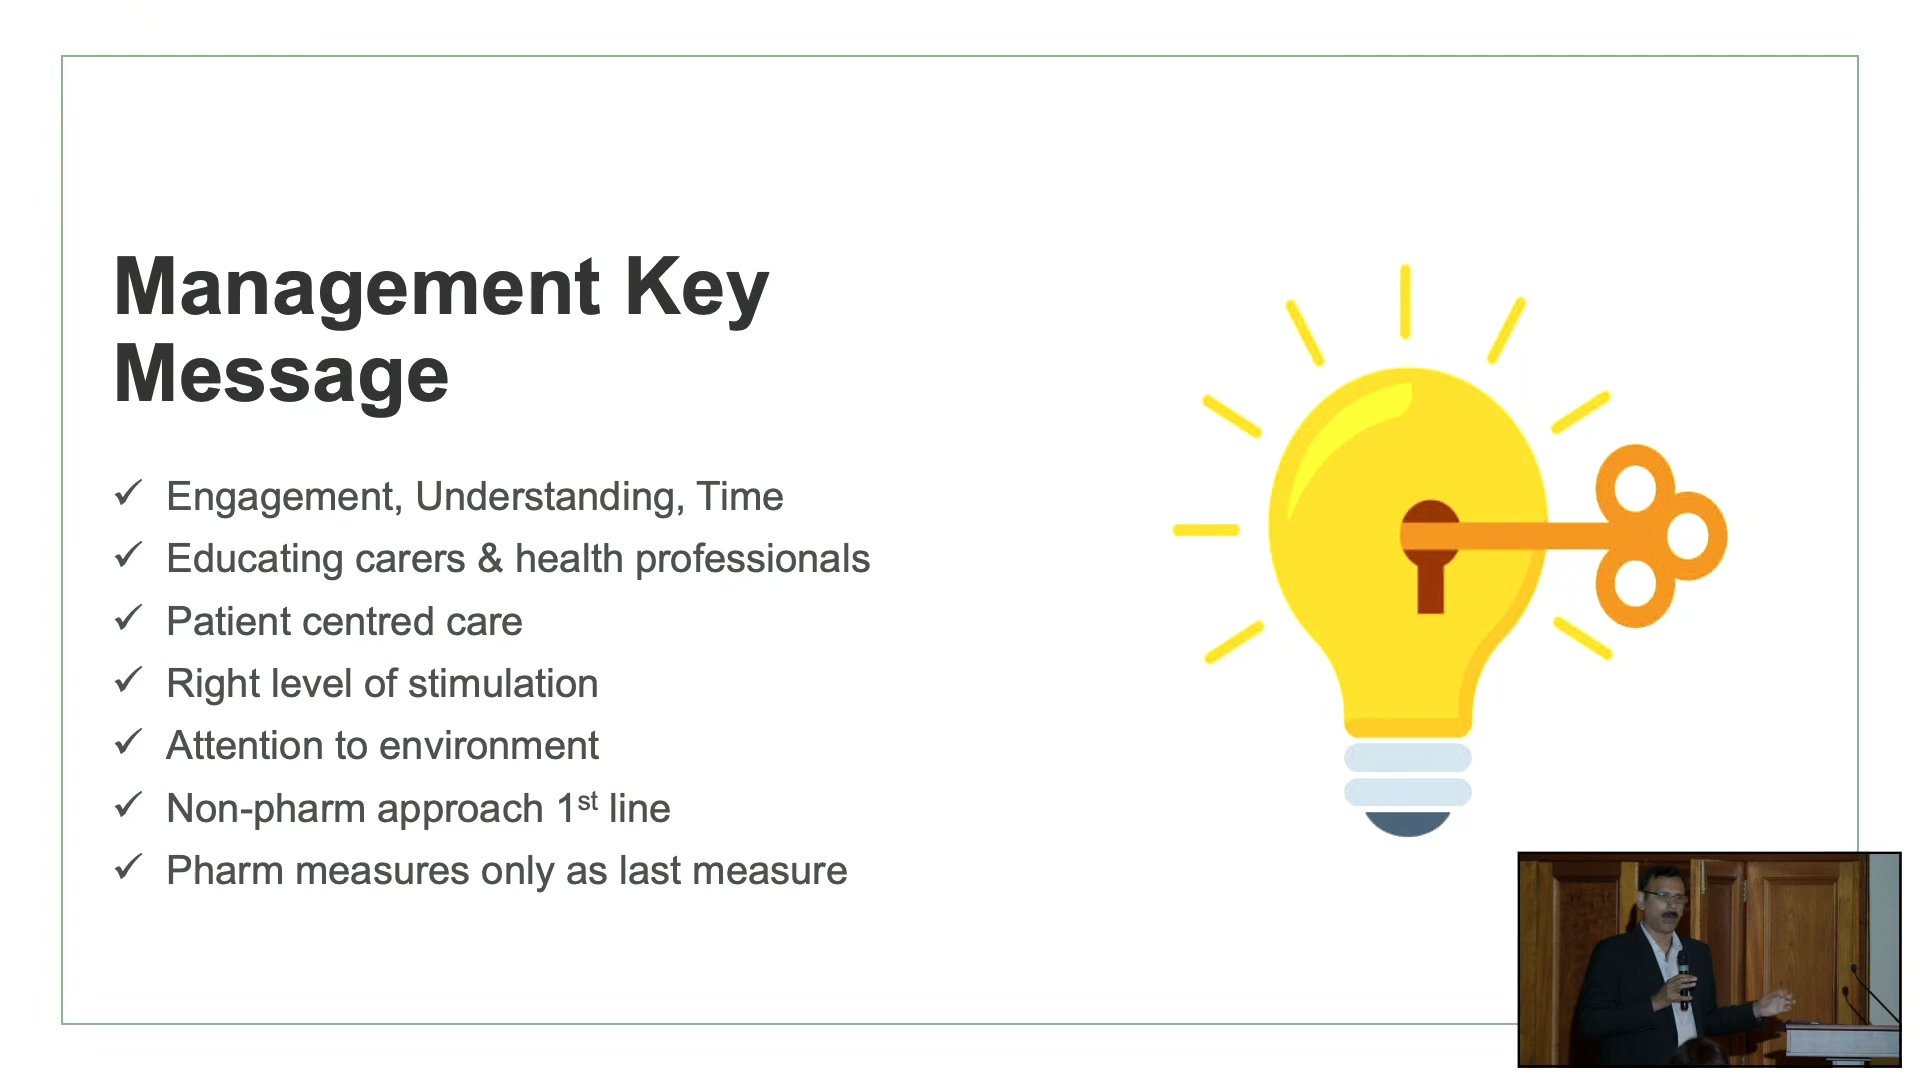 Management Key
Message
✓ Engagement, Understanding, Time
✓ Educating carers & health professionals
✓ Patient centred care
✓ Right level of stimulation
✓ Attention to environment
✓ Non-pharm approach 1st line
✓ Pharm measures only as last measure